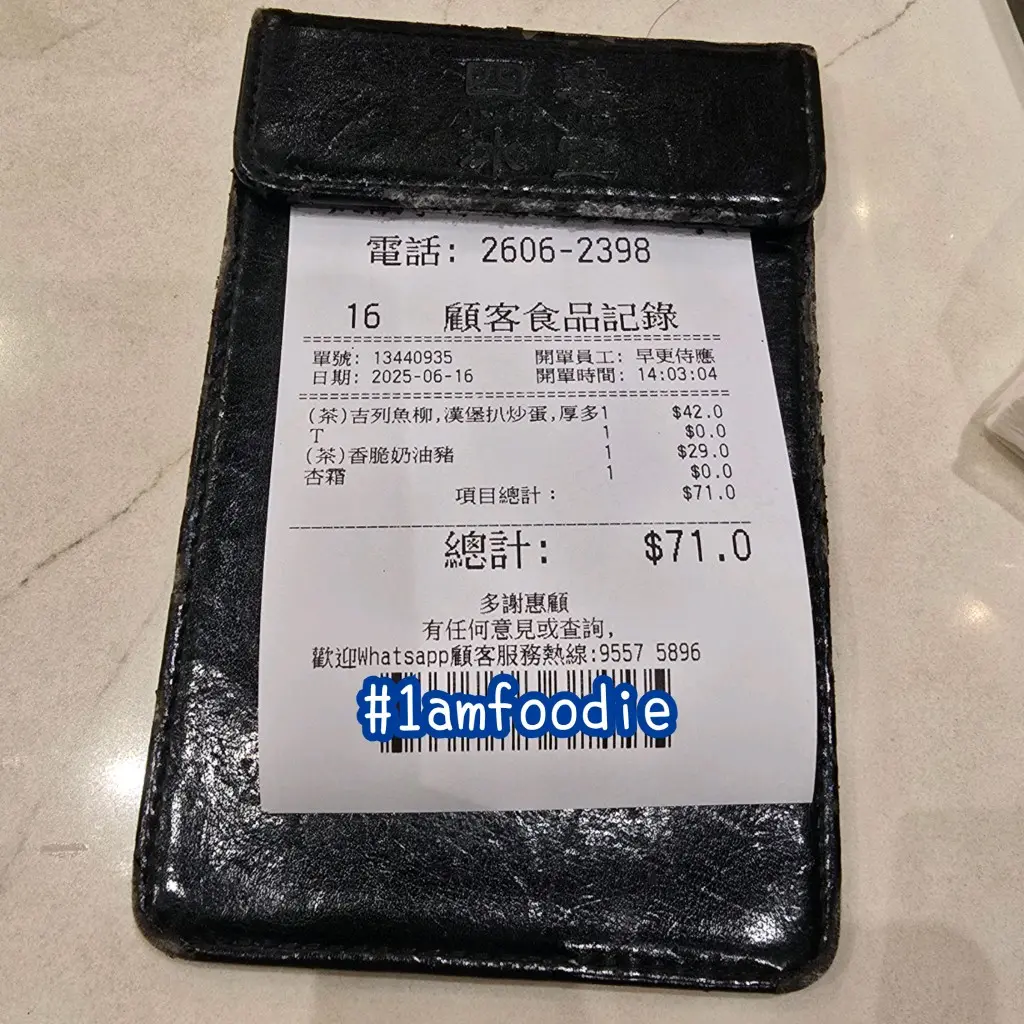 電話: 2606-2398
16 顧客食品記錄
單號: 13440935 開單員工: 早更侍應
日期: 2025-06-16 開單時間: 14:03:04
(茶)吉列魚柳,漢堡扒炒蛋,厚多1 $42.0
T 1 $0.0
(茶)香脆奶油豬 1 $29.0
杏霜 1 $0.0
項目總計: $71.0
總計: $71.0
多謝惠顧
有任何意見或查詢,
歡迎Whatsapp顧客服務熱線:9557 5896
#1amfoodie